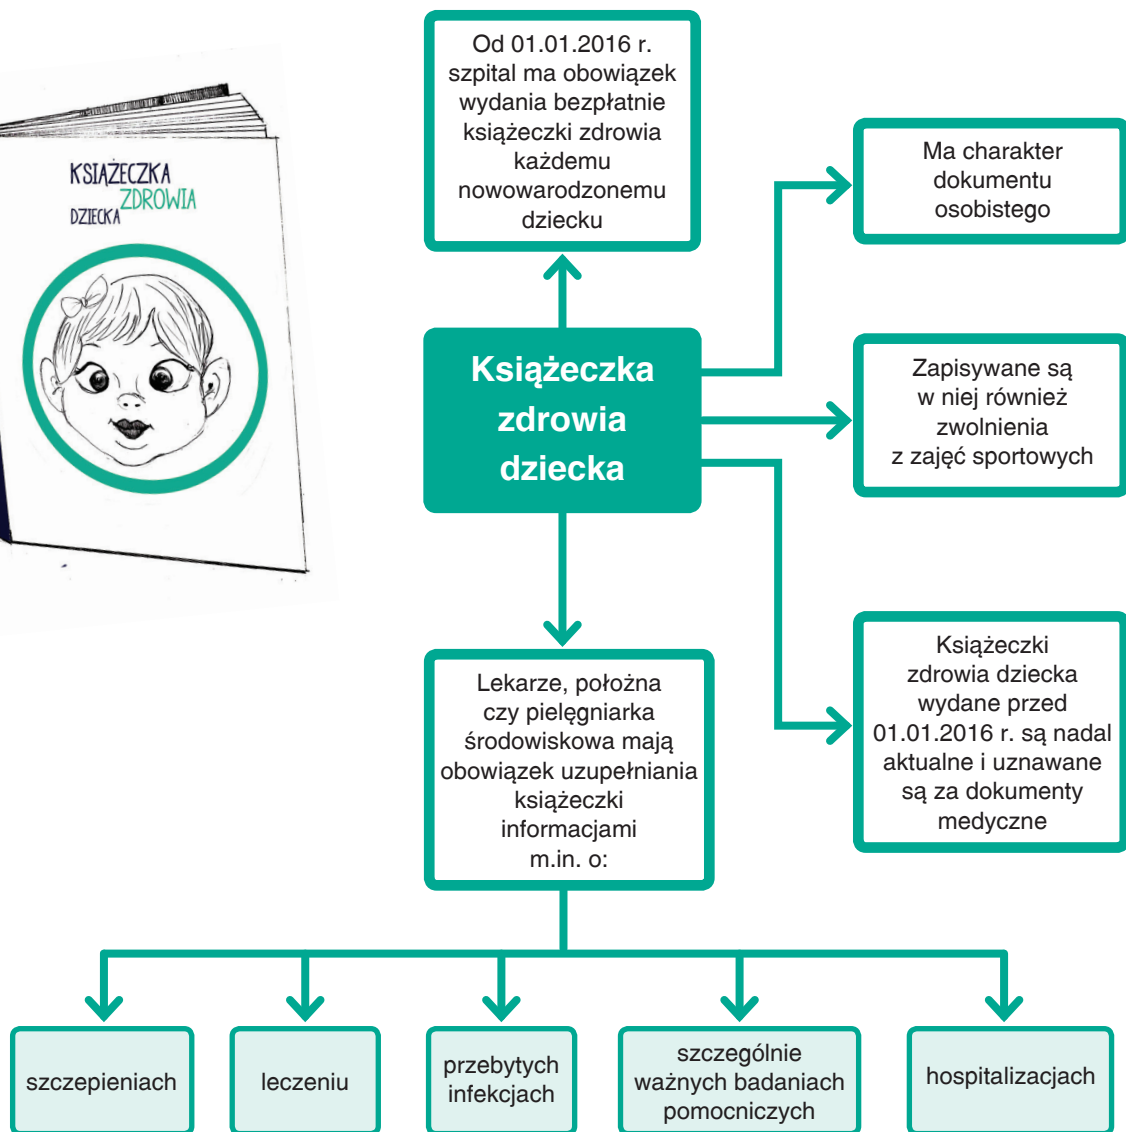 KSIĄŻECZKA
ZDROWIA
DZIECKA
Od 01.01.2016 r.
szpital ma obowiązek
wydania bezpłatnie
książeczki zdrowia
każdemu
nowowarodzonemu
dziecku
Ma charakter
dokumentu
osobistego
Książeczka
zdrowia
dziecka
Zapisywane są
w niej również
zwolnienia
z zajęć sportowych
Książeczki
zdrowia dziecka
wydane przed
01.01.2016 r. są nadal
aktualne i uznawane
są za dokumenty
medyczne
Lekarze, położna
czy pielęgniarka
środowiskowa mają
obowiązek uzupełniania
książeczki
informacjami
m.in. o:
szczepieniach
leczeniu
przebytych
infekcjach
szczególnie
ważnych badaniach
pomocniczych
hospitalizacjach